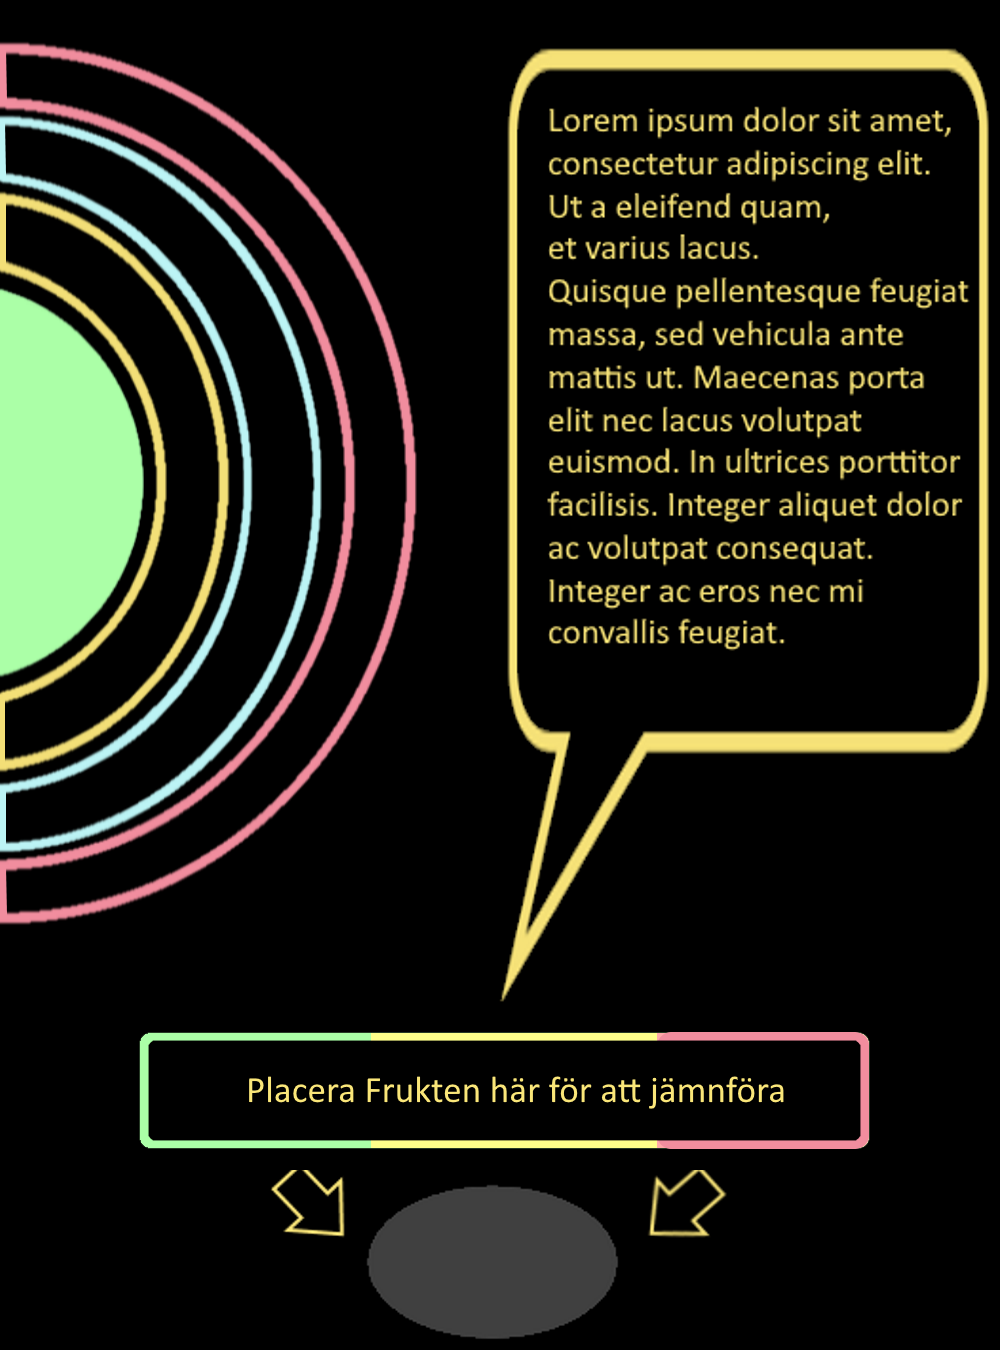 Lorem ipsum dolor sit amet,
consectetur adipiscing elit.
Ut a eleifend quam,
et varius lacus.
Quisque pellentesque feugiat
massa, sed vehicula ante
mattis ut. Maecenas porta
elit nec lacus volutpat
euismod. In ultrices porttitor
facilisis. Integer aliquet dolor
ac volutpat consequat.
Integer ac eros nec mi
convallis feugiat.
Placera Frukten här för att jämnföra